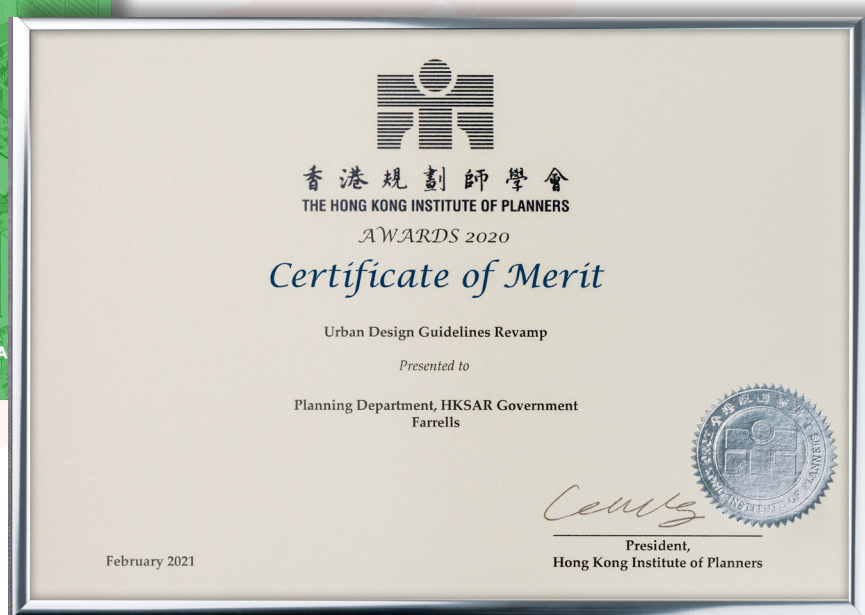 香港規劃師學會
THE HONG KONG INSTITUTE OF PLANNERS
AWARDS 2020
Certificate of Merit
Urban Design Guidelines Revamp
Presented to
Planning Department, HKSAR Government
Farrells
February 2021
President,
Hong Kong Institute of Planners